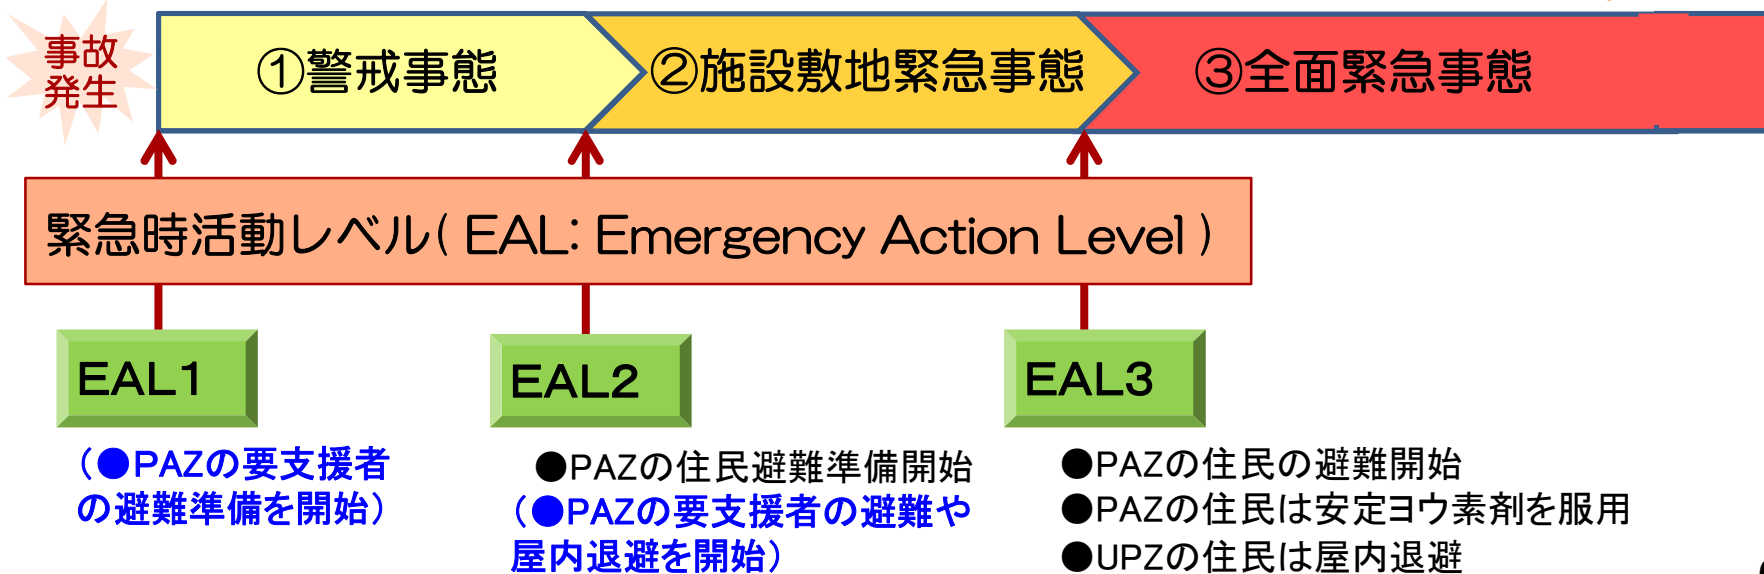 事故
発生
①警戒事態
②施設敷地緊急事態
③全面緊急事態
緊急時活動レベル( EAL: Emergency Action Level )
EAL1
EAL2
EAL3
（●PAZの要支援者
の避難準備を開始）
●PAZの住民避難準備開始
（●PAZの要支援者の避難や
屋内退避を開始）
●PAZの住民の避難開始
●PAZの住民は安定ヨウ素剤を服用
●UPZの住民は屋内退避